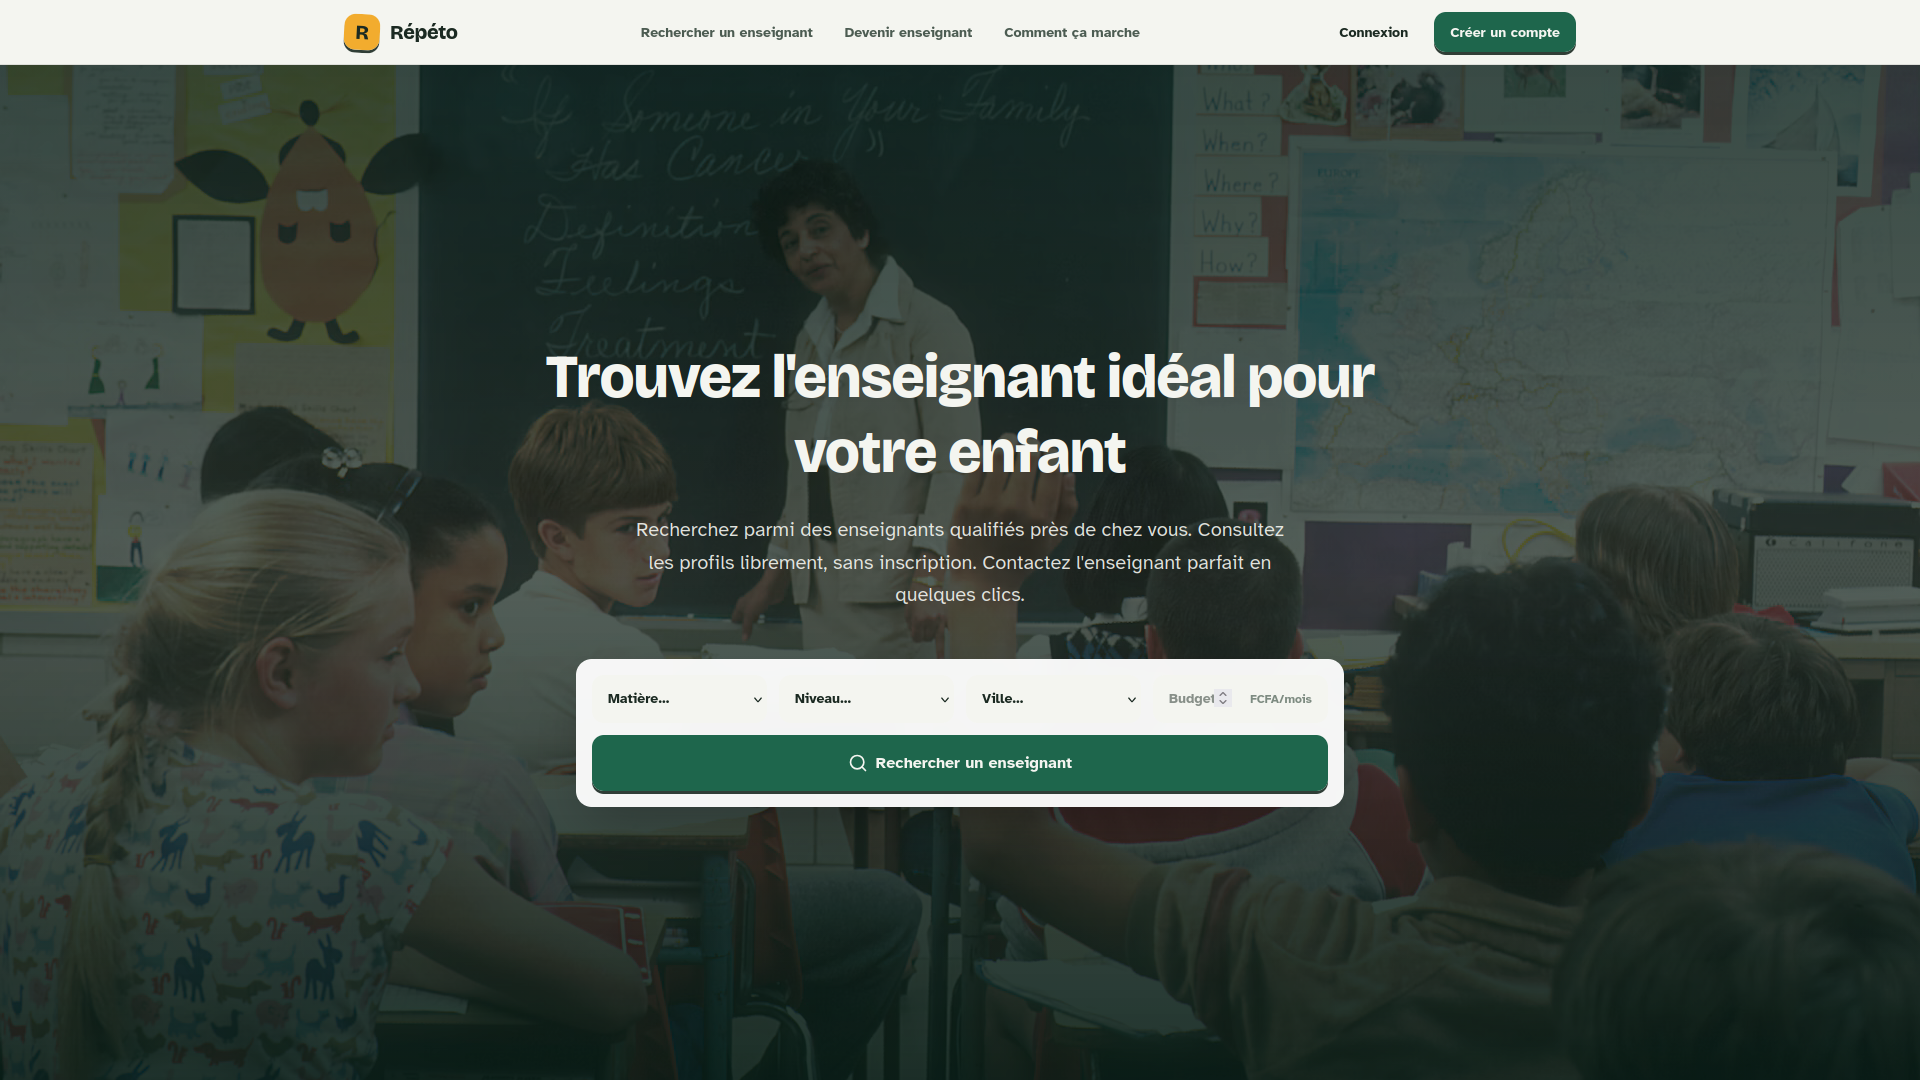 R
Répéto
Rechercher un enseignant
Devenir enseignant
Comment ça marche
Connexion
Créer un compte
If Someone in Your Family
Has Cancer
Definition
Feelings
Treatment
What ?
When?
Where ?
Why?
How?
EUROPE
Califone
Trouvez l'enseignant idéal pour
votre enfant
Recherchez parmi des enseignants qualifiés près de chez vous. Consultez
les profils librement, sans inscription. Contactez l'enseignant parfait en
quelques clics.
Matière...
Niveau...
Ville...
Budget
FCFA/mois
Rechercher un enseignant